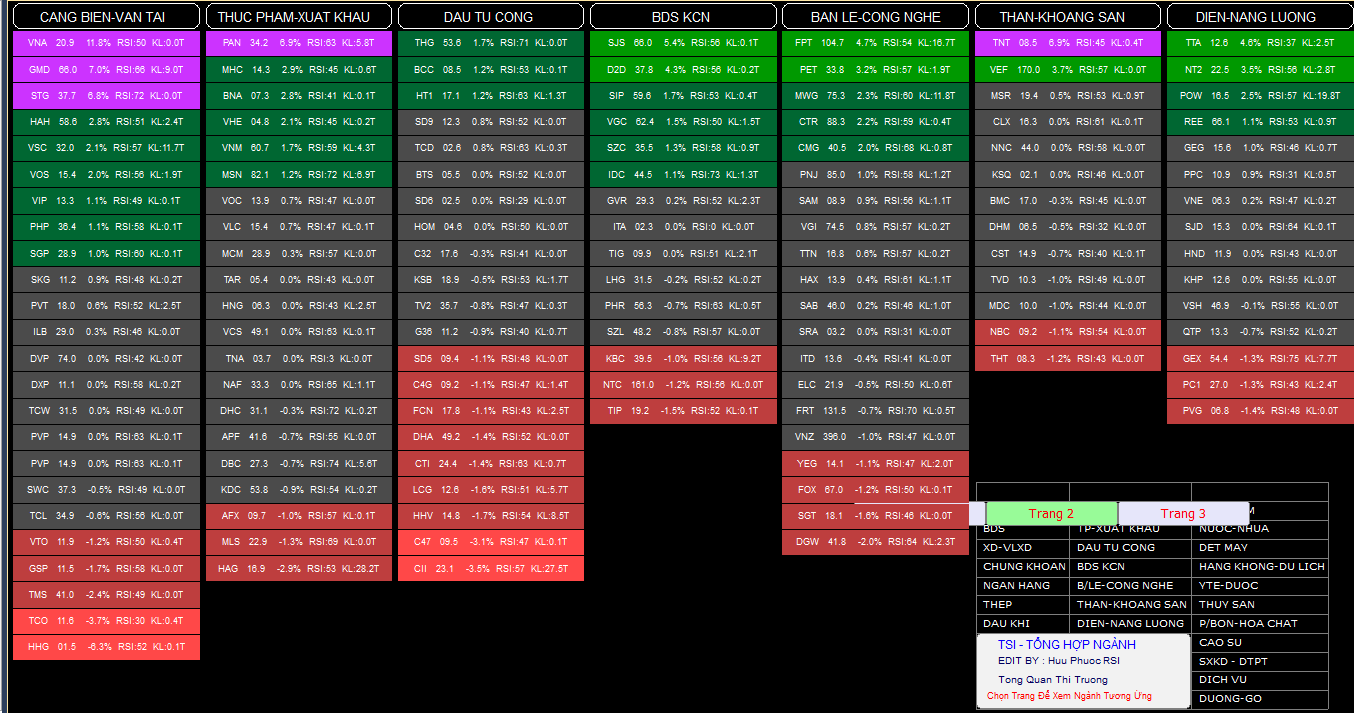 CANG BIEN-VAN TAI
VNA 20.9 11.8% RSI:50 KL:0.0T
GMD 66.0 7.0% RSI:66 KL:9.0T
STG 37.7 6.8% RSI:72 KL:0.0T
HAH 58.6 2.8% RSI:51 KL:2.4T
VSC 32.0 2.1% RSI:57 KL:11.7T
VOS 15.4 2.0% RSI:56 KL:1.9T
VIP 13.3 1.1% RSI:49 KL:0.1T
PHP 36.4 1.1% RSI:58 KL:0.1T
SGP 28.9 1.0% RSI:60 KL:0.1T
SKG 11.2 0.9% RSI:48 KL:0.2T
PVT 18.0 0.6% RSI:52 KL:2.5T
ILB 29.0 0.3% RSI:46 KL:0.0T
DVP 74.0 0.0% RSI:42 KL:0.0T
DXP 11.1 0.0% RSI:58 KL:0.2T
TCW 31.5 0.0% RSI:49 KL:0.0T
PVP 14.9 0.0% RSI:63 KL:0.1T
PVP 14.9 0.0% RSI:63 KL:0.1T
SWC 37.3 -0.5% RSI:49 KL:0.0T
TCL 34.9 -0.6% RSI:56 KL:0.0T
VTO 11.9 -1.2% RSI:50 KL:0.4T
GSP 11.5 -1.7% RSI:58 KL:0.0T
TMS 41.0 -2.4% RSI:49 KL:0.0T
TCO 11.6 -3.7% RSI:30 KL:0.4T
HHG 01.5 -6.3% RSI:52 KL:0.1T
THUC PHAM-XUAT KHAU
PAN 34.2 6.9% RSI:63 KL:5.8T
MHC 14.3 2.9% RSI:45 KL:0.6T
BNA 07.3 2.8% RSI:41 KL:0.1T
VHE 04.8 2.1% RSI:45 KL:0.2T
VNM 60.7 1.7% RSI:59 KL:4.3T
MSN 82.1 1.2% RSI:72 KL:6.9T
VOC 13.9 0.7% RSI:47 KL:0.0T
VLC 15.4 0.7% RSI:47 KL:0.1T
MCM 28.9 0.3% RSI:57 KL:0.0T
TAR 05.4 0.0% RSI:43 KL:0.0T
HNG 06.3 0.0% RSI:43 KL:2.5T
VCS 49.1 0.0% RSI:63 KL:0.1T
TNA 03.7 0.0% RSI:3 KL:0.0T
NAF 33.3 0.0% RSI:65 KL:1.1T
DHC 31.1 -0.3% RSI:72 KL:0.2T
APF 41.6 -0.7% RSI:55 KL:0.0T
DBC 27.3 -0.7% RSI:74 KL:5.6T
KDC 53.8 -0.9% RSI:54 KL:0.2T
AFX 09.7 -1.0% RSI:57 KL:0.1T
MLS 22.9 -1.3% RSI:69 KL:0.0T
HAG 16.9 -2.9% RSI:53 KL:28.2T
DAU TU CONG
THG 53.6 1.7% RSI:71 KL:0.0T
BCC 08.5 1.2% RSI:53 KL:0.1T
HT1 17.1 1.2% RSI:63 KL:1.3T
SD9 12.3 0.8% RSI:52 KL:0.0T
TCD 02.6 0.8% RSI:63 KL:0.3T
BTS 05.5 0.0% RSI:52 KL:0.0T
SD6 02.5 0.0% RSI:29 KL:0.0T
HOM 04.6 0.0% RSI:50 KL:0.0T
C32 17.6 -0.3% RSI:41 KL:0.0T
KSB 18.9 -0.5% RSI:53 KL:1.7T
TV2 35.7 -0.8% RSI:47 KL:0.3T
G36 11.2 -0.9% RSI:40 KL:0.7T
SD5 09.4 -1.1% RSI:48 KL:0.0T
C4G 09.2 -1.1% RSI:47 KL:1.4T
FCN 17.8 -1.1% RSI:43 KL:2.5T
DHA 49.2 -1.4% RSI:52 KL:0.0T
CTI 24.4 -1.4% RSI:63 KL:0.7T
LCG 12.6 -1.6% RSI:51 KL:5.7T
HHV 14.8 -1.7% RSI:54 KL:8.5T
C47 09.5 -3.1% RSI:47 KL:0.1T
CII 23.1 -3.5% RSI:57 KL:27.5T
BDS KCN
SJS 66.0 5.4% RSI:56 KL:0.1T
D2D 37.8 4.3% RSI:56 KL:0.2T
SIP 59.6 1.7% RSI:53 KL:0.4T
VGC 62.4 1.5% RSI:50 KL:1.5T
SZC 35.5 1.3% RSI:58 KL:0.9T
IDC 44.5 1.1% RSI:73 KL:1.3T
GVR 29.3 0.2% RSI:52 KL:2.3T
ITA 02.3 0.0% RSI:0 KL:0.0T
TIG 09.9 0.0% RSI:51 KL:2.1T
LHG 31.5 -0.2% RSI:52 KL:0.2T
PHR 56.3 -0.7% RSI:63 KL:0.5T
SZL 48.2 -0.8% RSI:57 KL:0.0T
KBC 39.5 -1.0% RSI:56 KL:9.2T
NTC 161.0 -1.2% RSI:56 KL:0.0T
TIP 19.2 -1.5% RSI:52 KL:0.1T
BAN LE-CONG NGHE
FPT 104.7 4.7% RSI:54 KL:16.7T
PET 33.8 3.2% RSI:57 KL:1.9T
MWG 75.3 2.3% RSI:60 KL:11.8T
CTR 88.3 2.2% RSI:59 KL:0.4T
CMG 40.5 2.0% RSI:68 KL:0.8T
PNJ 85.0 1.0% RSI:58 KL:1.2T
SAM 08.9 0.9% RSI:56 KL:1.1T
VGI 74.5 0.8% RSI:57 KL:0.2T
TTN 16.8 0.6% RSI:57 KL:0.2T
HAX 13.9 0.4% RSI:61 KL:1.1T
SAB 46.0 0.2% RSI:46 KL:1.0T
SRA 03.2 0.0% RSI:31 KL:0.0T
ITD 13.6 -0.4% RSI:41 KL:0.0T
ELC 21.9 -0.5% RSI:50 KL:0.6T
FRT 131.5 -0.7% RSI:70 KL:0.5T
VNZ 396.0 -1.0% RSI:47 KL:0.0T
YEG 14.1 -1.1% RSI:47 KL:2.0T
FOX 67.0 -1.2% RSI:50 KL:0.1T
SGT 18.1 -1.6% RSI:46 KL:0.0T
DGW 41.8 -2.0% RSI:64 KL:2.3T
THAN-KHOANG SAN
TNT 08.5 6.9% RSI:45 KL:0.4T
VEF 170.0 3.7% RSI:57 KL:0.0T
MSR 19.4 0.5% RSI:53 KL:0.9T
CLX 16.3 0.0% RSI:61 KL:0.1T
NNC 44.0 0.0% RSI:58 KL:0.0T
KSQ 02.1 0.0% RSI:46 KL:0.0T
BMC 17.0 -0.3% RSI:45 KL:0.0T
DHM 06.5 -0.5% RSI:32 KL:0.0T
CST 14.9 -0.7% RSI:40 KL:0.1T
TVD 10.3 -1.0% RSI:49 KL:0.0T
MDC 10.0 -1.0% RSI:44 KL:0.0T
NBC 09.2 -1.1% RSI:54 KL:0.0T
THT 08.3 -1.2% RSI:43 KL:0.0T
DIEN-NANG LUONG
TTA 12.6 4.6% RSI:37 KL:2.5T
NT2 22.5 3.5% RSI:56 KL:2.8T
POW 16.5 2.5% RSI:57 KL:19.8T
REE 66.1 1.1% RSI:53 KL:0.9T
GEG 15.6 1.0% RSI:46 KL:0.7T
PPC 10.9 0.9% RSI:31 KL:0.5T
VNE 06.3 0.2% RSI:47 KL:0.2T
SJD 15.3 0.0% RSI:64 KL:0.1T
HND 11.9 0.0% RSI:43 KL:0.0T
KHP 12.6 0.0% RSI:55 KL:0.0T
VSH 46.9 -0.1% RSI:55 KL:0.0T
QTP 13.3 -0.7% RSI:52 KL:0.2T
GEX 54.4 -1.3% RSI:75 KL:7.7T
PC1 27.0 -1.3% RSI:43 KL:2.4T
PVG 06.8 -1.4% RSI:48 KL:0.0T
Trang 2 Trang 3 M
BDS TP-XUAT KHAU NUOC-NHUA
XD-VLXD DAU TU CONG DET MAY
CHUNG KHOAN BDS KCN HANG KHONG-DU LICH
NGAN HANG B/LE-CONG NGHE YTE-DUOC
THEP THAN-KHOANG SAN THUY SAN
DAU KHI DIEN-NANG LUONG P/BON-HOA CHAT
CAO SU
SXKD - DTPT
DICH VU
DUONG-GO
TSI - TỔNG HỢP NGÀNH
EDIT BY : Huu Phuoc RSI
Tong Quan Thi Truong
Chọn Trang Để Xem Ngành Tương Ứng